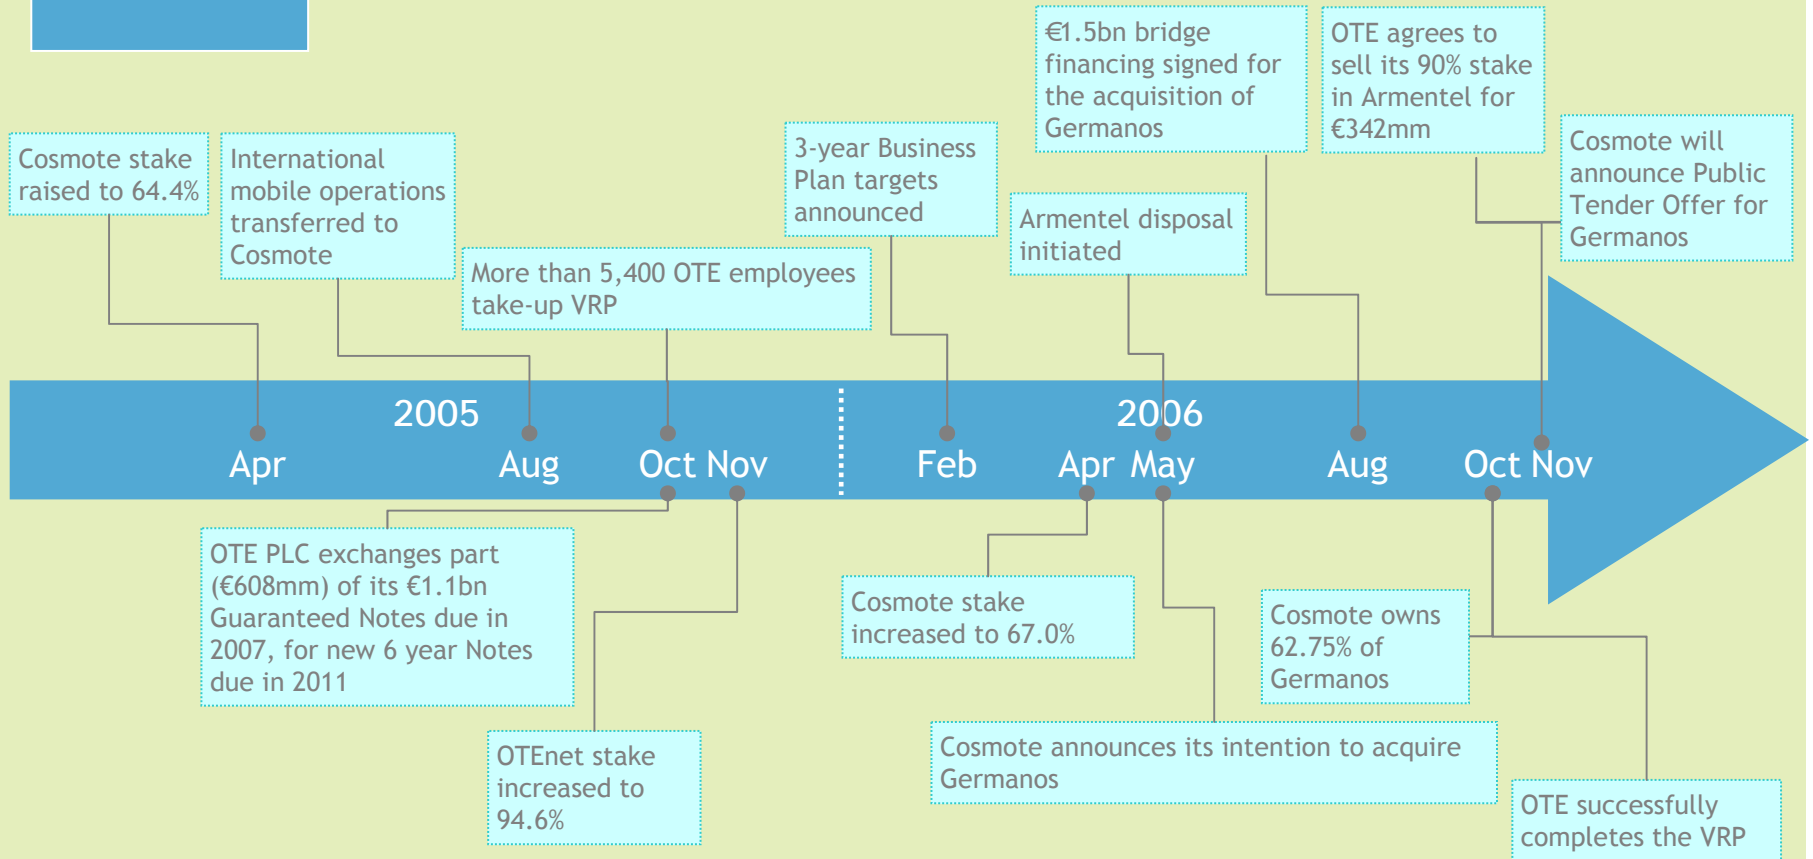 €1.5bn bridge
financing signed for
the acquisition of
Germanos
OTE agrees to
sell its 90% stake
in Armentel for
€342mm
Cosmote will
announce Public
Tender Offer for
Germanos
Cosmote stake
raised to 64.4%
International
mobile operations
transferred to
Cosmote
3-year Business
Plan targets
announced
Armentel disposal
initiated
More than 5,400 OTE employees
take-up VRP
2005
2006
Apr
Aug
Oct Nov
Feb
Apr May
Aug
Oct Nov
OTE PLC exchanges part
(€608mm) of its €1.1bn
Guaranteed Notes due in
2007, for new 6 year Notes
due in 2011
Cosmote stake
increased to 67.0%
Cosmote owns
62.75% of
Germanos
OTEnet stake
increased to
94.6%
Cosmote announces its intention to acquire
Germanos
OTE successfully
completes the VRP